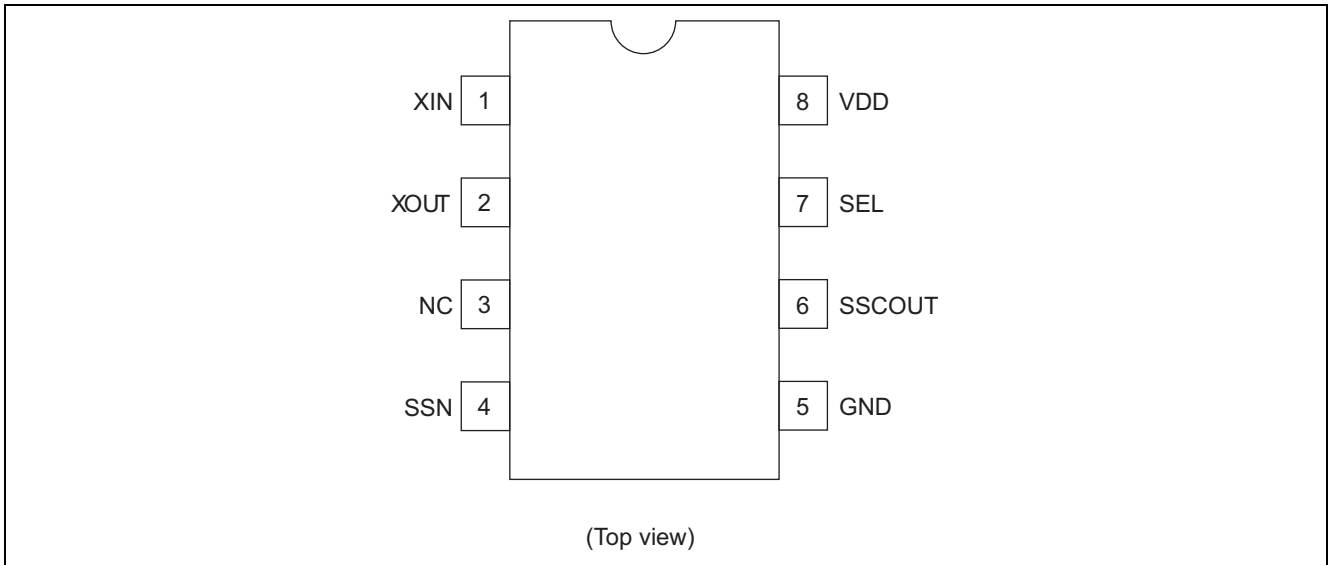 XIN 1 8 VDD
XOUT 2 7 SEL
NC 3 6 SSCOUT
SSN 4 5 GND
(Top view)